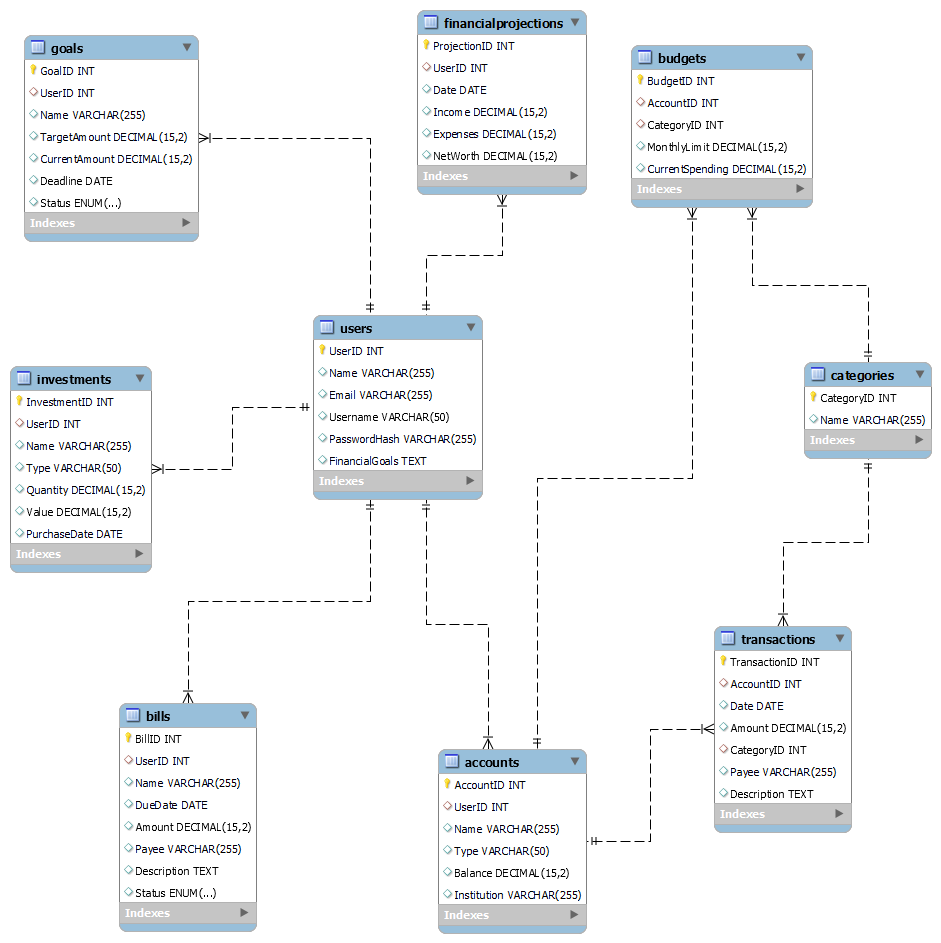 goals
GoalID INT
UserID INT
Name VARCHAR(255)
TargetAmount DECIMAL(15,2)
CurrentAmount DECIMAL(15,2)
Deadline DATE
Status ENUM(...)
Indexes
financialprojections
ProjectionID INT
UserID INT
Date DATE
Income DECIMAL(15,2)
Expenses DECIMAL(15,2)
NetWorth DECIMAL(15,2)
Indexes
budgets
BudgetID INT
AccountID INT
CategoryID INT
MonthlyLimit DECIMAL(15,2)
CurrentSpending DECIMAL(15,2)
Indexes
users
UserID INT
Name VARCHAR(255)
Email VARCHAR(255)
Username VARCHAR(50)
PasswordHash VARCHAR(255)
FinancialGoals TEXT
Indexes
investments
InvestmentID INT
UserID INT
Name VARCHAR(255)
Type VARCHAR(50)
Quantity DECIMAL(15,2)
Value DECIMAL(15,2)
PurchaseDate DATE
Indexes
categories
CategoryID INT
Name VARCHAR(255)
Indexes
transactions
TransactionID INT
AccountID INT
Date DATE
Amount DECIMAL(15,2)
CategoryID INT
Payee VARCHAR(255)
Description TEXT
Indexes
bills
BillID INT
UserID INT
Name VARCHAR(255)
DueDate DATE
Amount DECIMAL(15,2)
Payee VARCHAR(255)
Description TEXT
Status ENUM(...)
Indexes
accounts
AccountID INT
UserID INT
Name VARCHAR(255)
Type VARCHAR(50)
Balance DECIMAL(15,2)
Institution VARCHAR(255)
Indexes